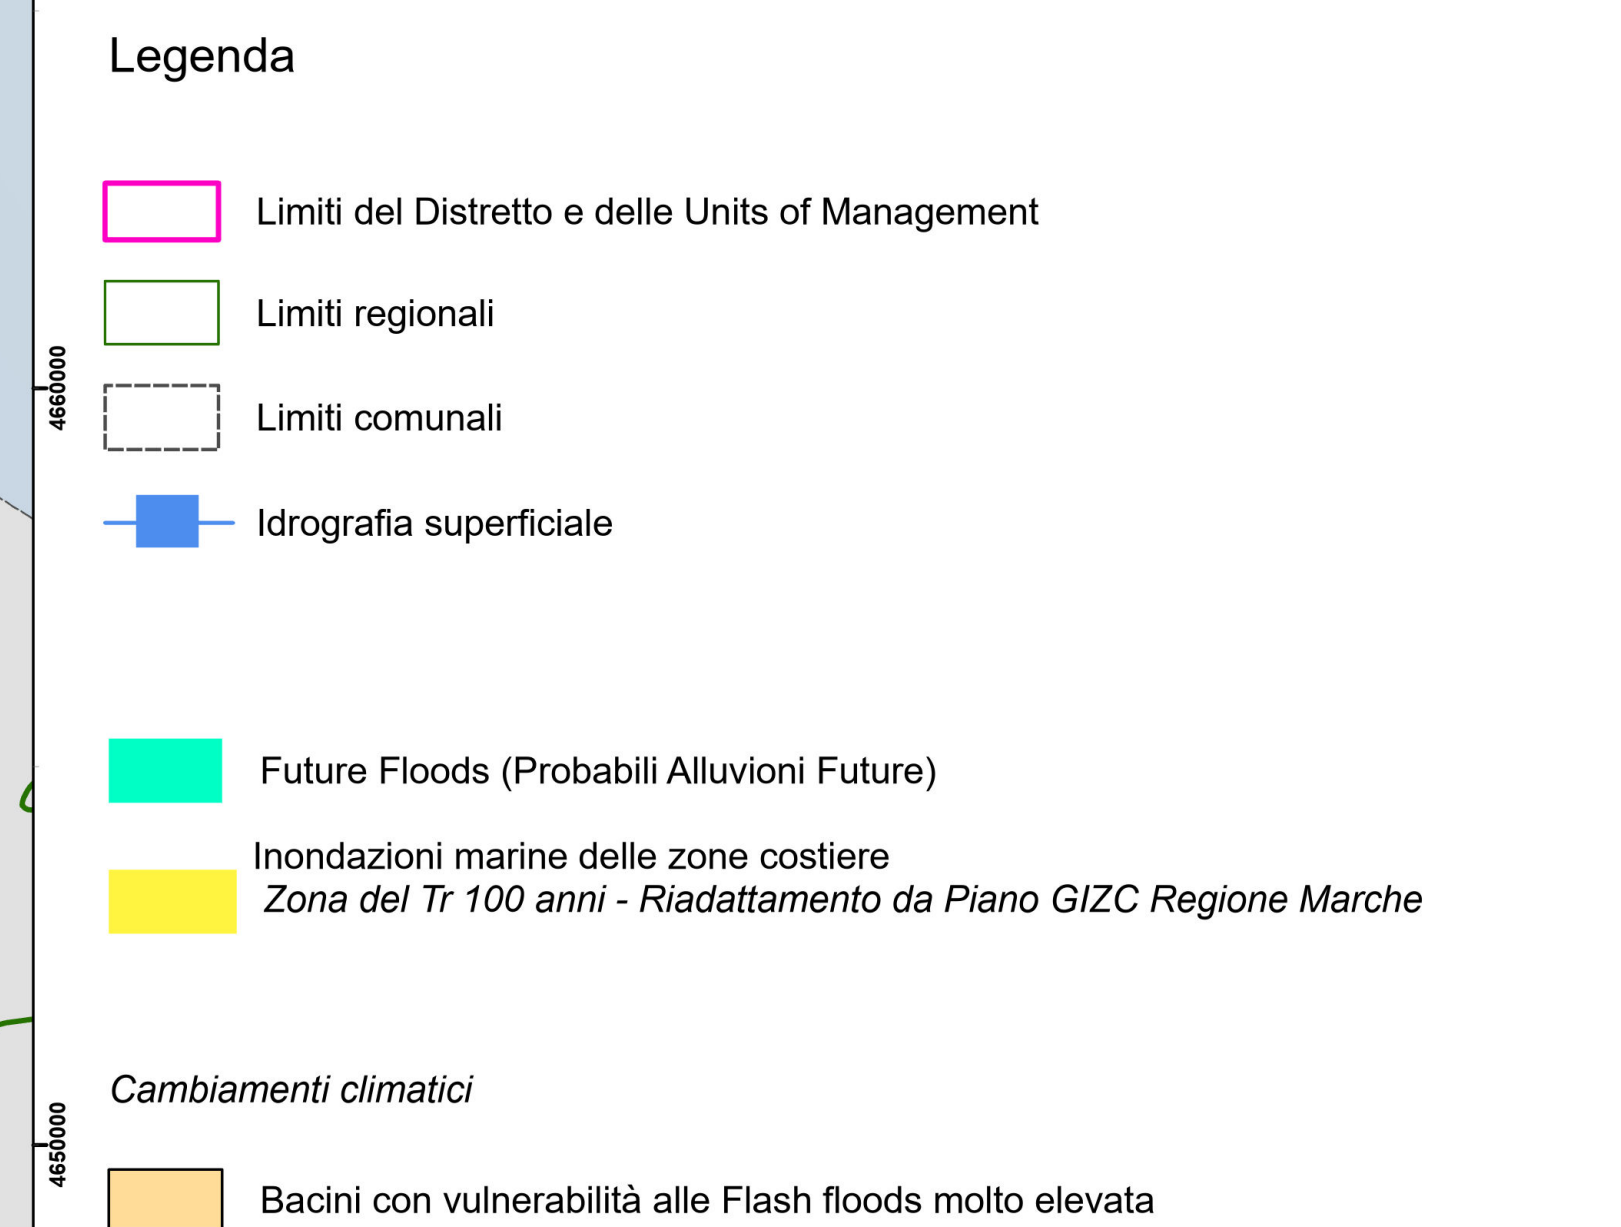 Legenda
Limiti del Distretto e delle Units of Management
Limiti regionali
4660000
Limiti comunali
Idrografia superficiale
Future Floods (Probabili Alluvioni Future)
Inondazioni marine delle zone costiere
Zona del Tr 100 anni - Riadattamento da Piano GIZC Regione Marche
Cambiamenti climatici
4650000
Bacini con vulnerabilità alle Flash floods molto elevata